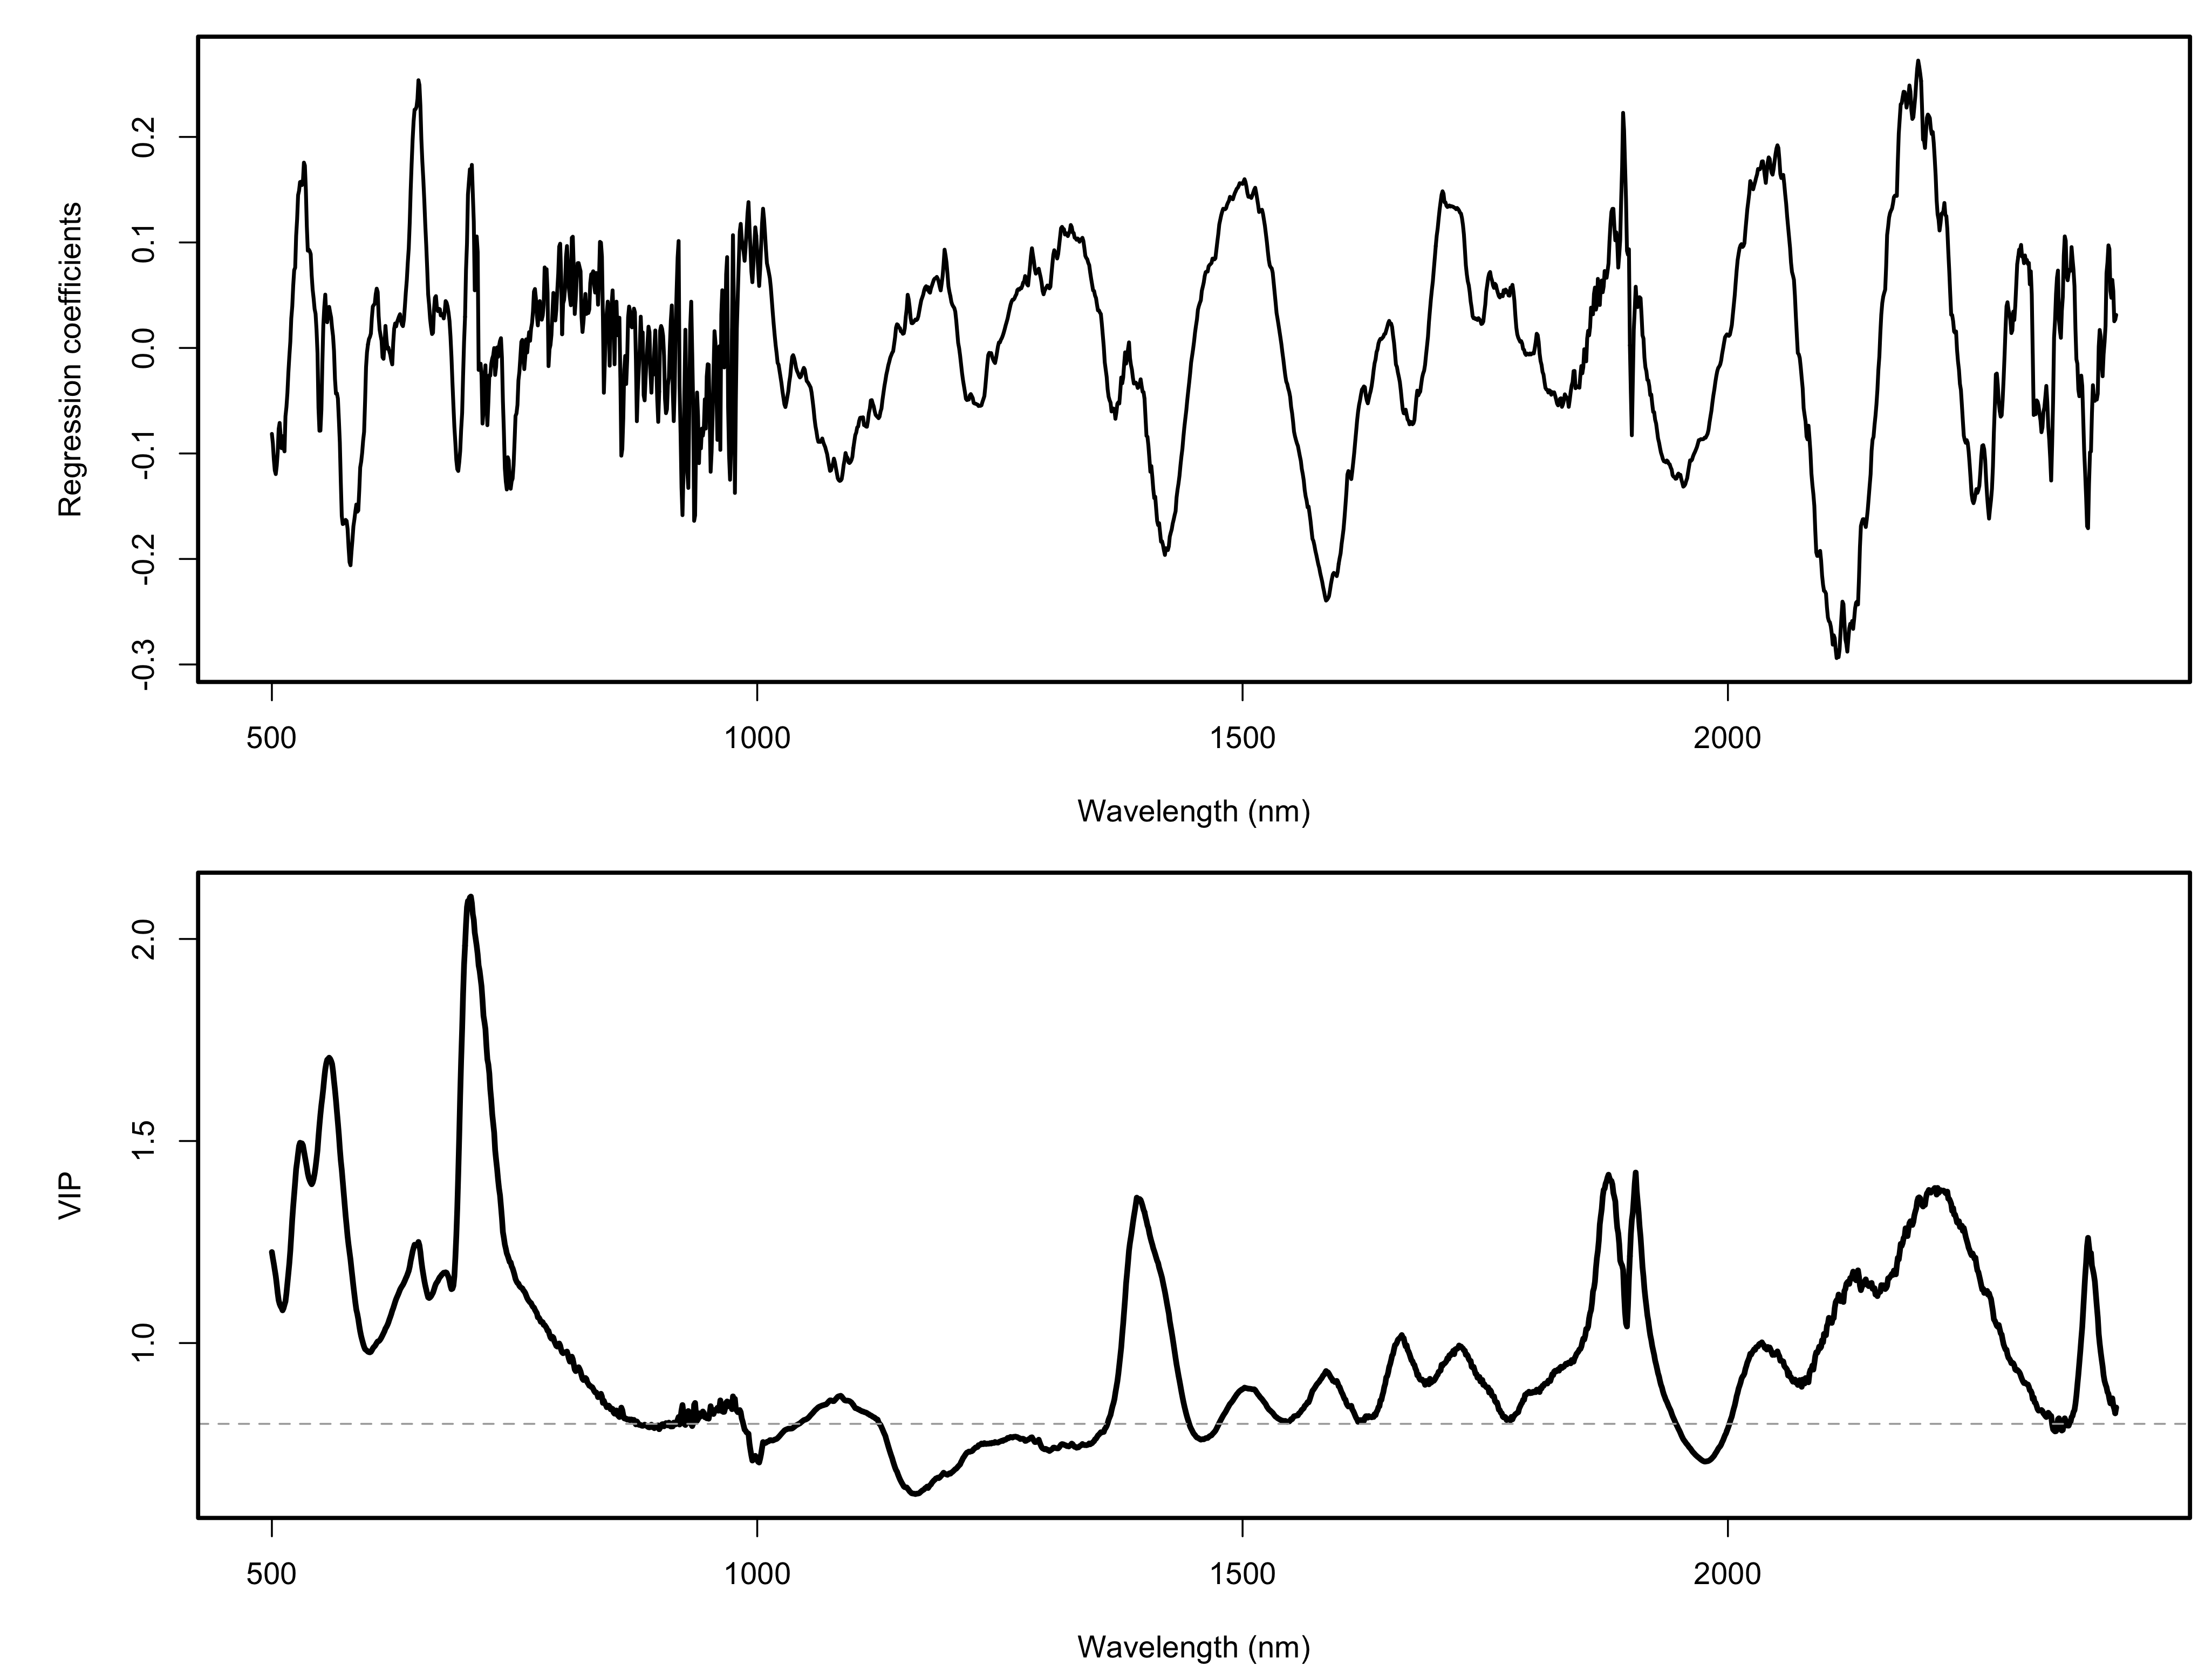 Regression coefficients
0.2
0.1
0.0
-0.1
-0.2
-0.3
500 1000 1500 2000
Wavelength (nm)
VIP
2.0
1.5
1.0
500 1000 1500 2000
Wavelength (nm)